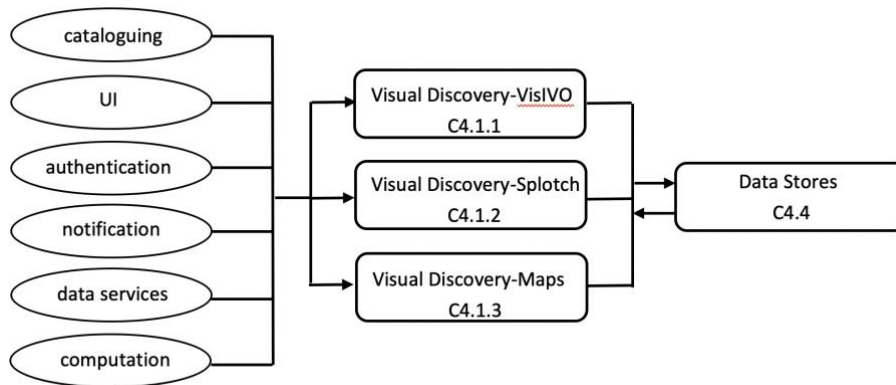 cataloguing
UI
authentication
notification
data services
computation
Visual Discovery-VisIVO
C4.1.1
Visual Discovery-Splotch
C4.1.2
Visual Discovery-Maps
C4.1.3
Data Stores
C4.4